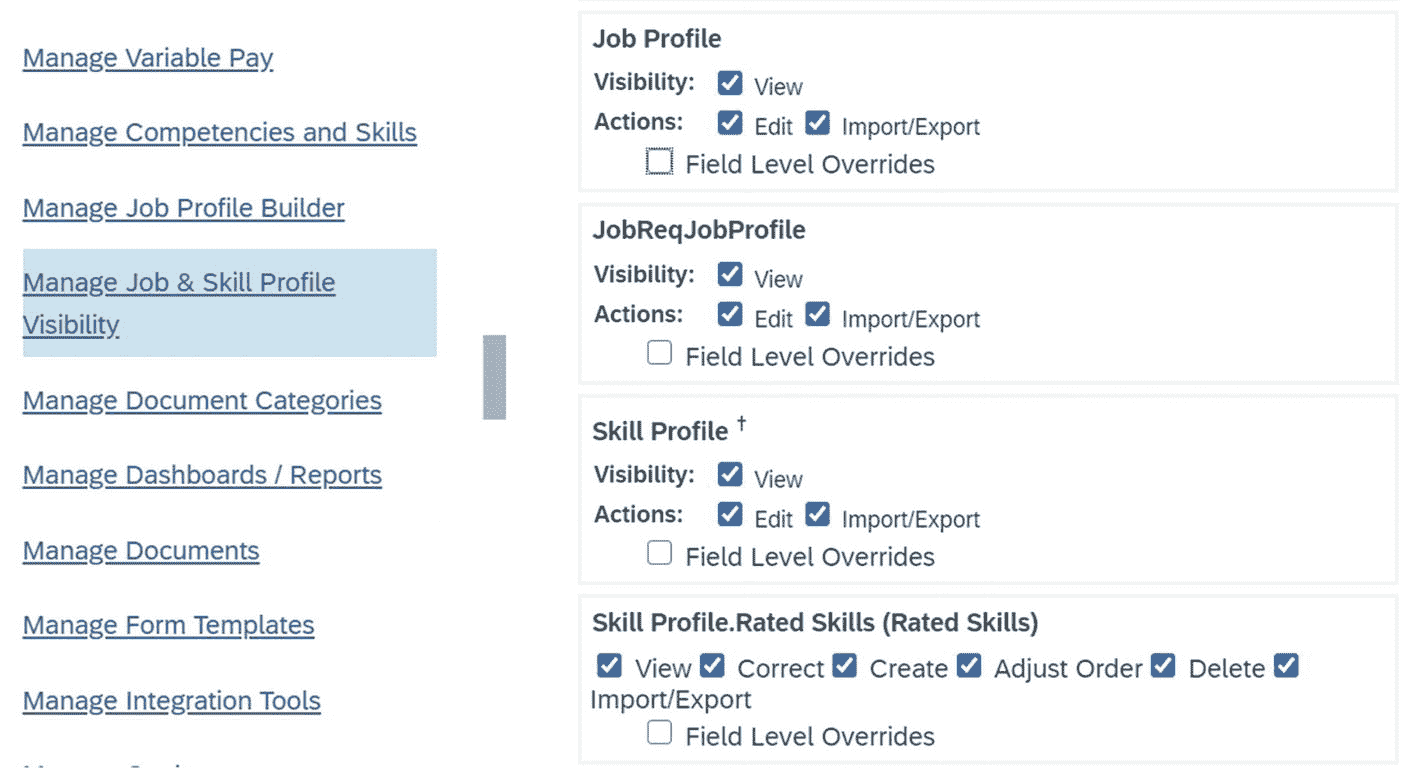 Manage Variable Pay
Manage Competencies and Skills
Manage Job Profile Builder
Manage Job & Skill Profile
Visibility
Manage Document Categories
Manage Dashboards / Reports
Manage Documents
Manage Form Templates
Manage Integration Tools
Job Profile
Visibility: View
Actions: Edit Import/Export
Field Level Overrides
JobReqJobProfile
Visibility: View
Actions: Edit Import/Export
Field Level Overrides
Skill Profile †
Visibility: View
Actions: Edit Import/Export
Field Level Overrides
Skill Profile.Rated Skills (Rated Skills)
View Correct Create Adjust Order Delete
Import/Export
Field Level Overrides